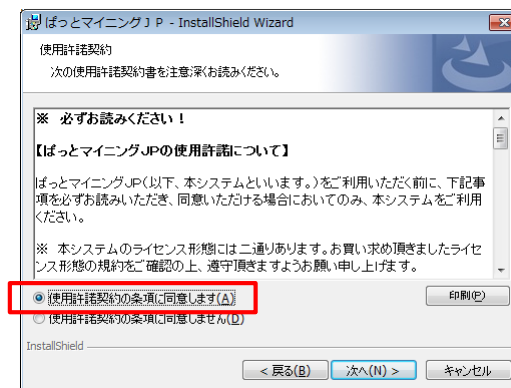 ぱっとマイニングＪＰ - InstallShield Wizard
使用許諾契約
次の使用許諾契約書を注意深くお読みください。
※ 必ずお読みください！
【ぱっとマイニングJPの使用許諾について】
ぱっとマイニングJP(以下、本システムといいます。)をご利用いただく前に、下記事
項を必ずお読みいただき、同意いただける場合においてのみ、本システムをご利用
ください。
※ 本システムのライセンス形態には二通りあります。お買い求め頂きましたライセ
ンス形態の規約をご確認の上、遵守頂きますようお願い申し上げます。
使用許諾契約の条項に同意します(A)
印刷(P)
使用許諾契約の条項に同意しません(D)
InstallShield
< 戻る(B)
次へ(N) >
キャンセル